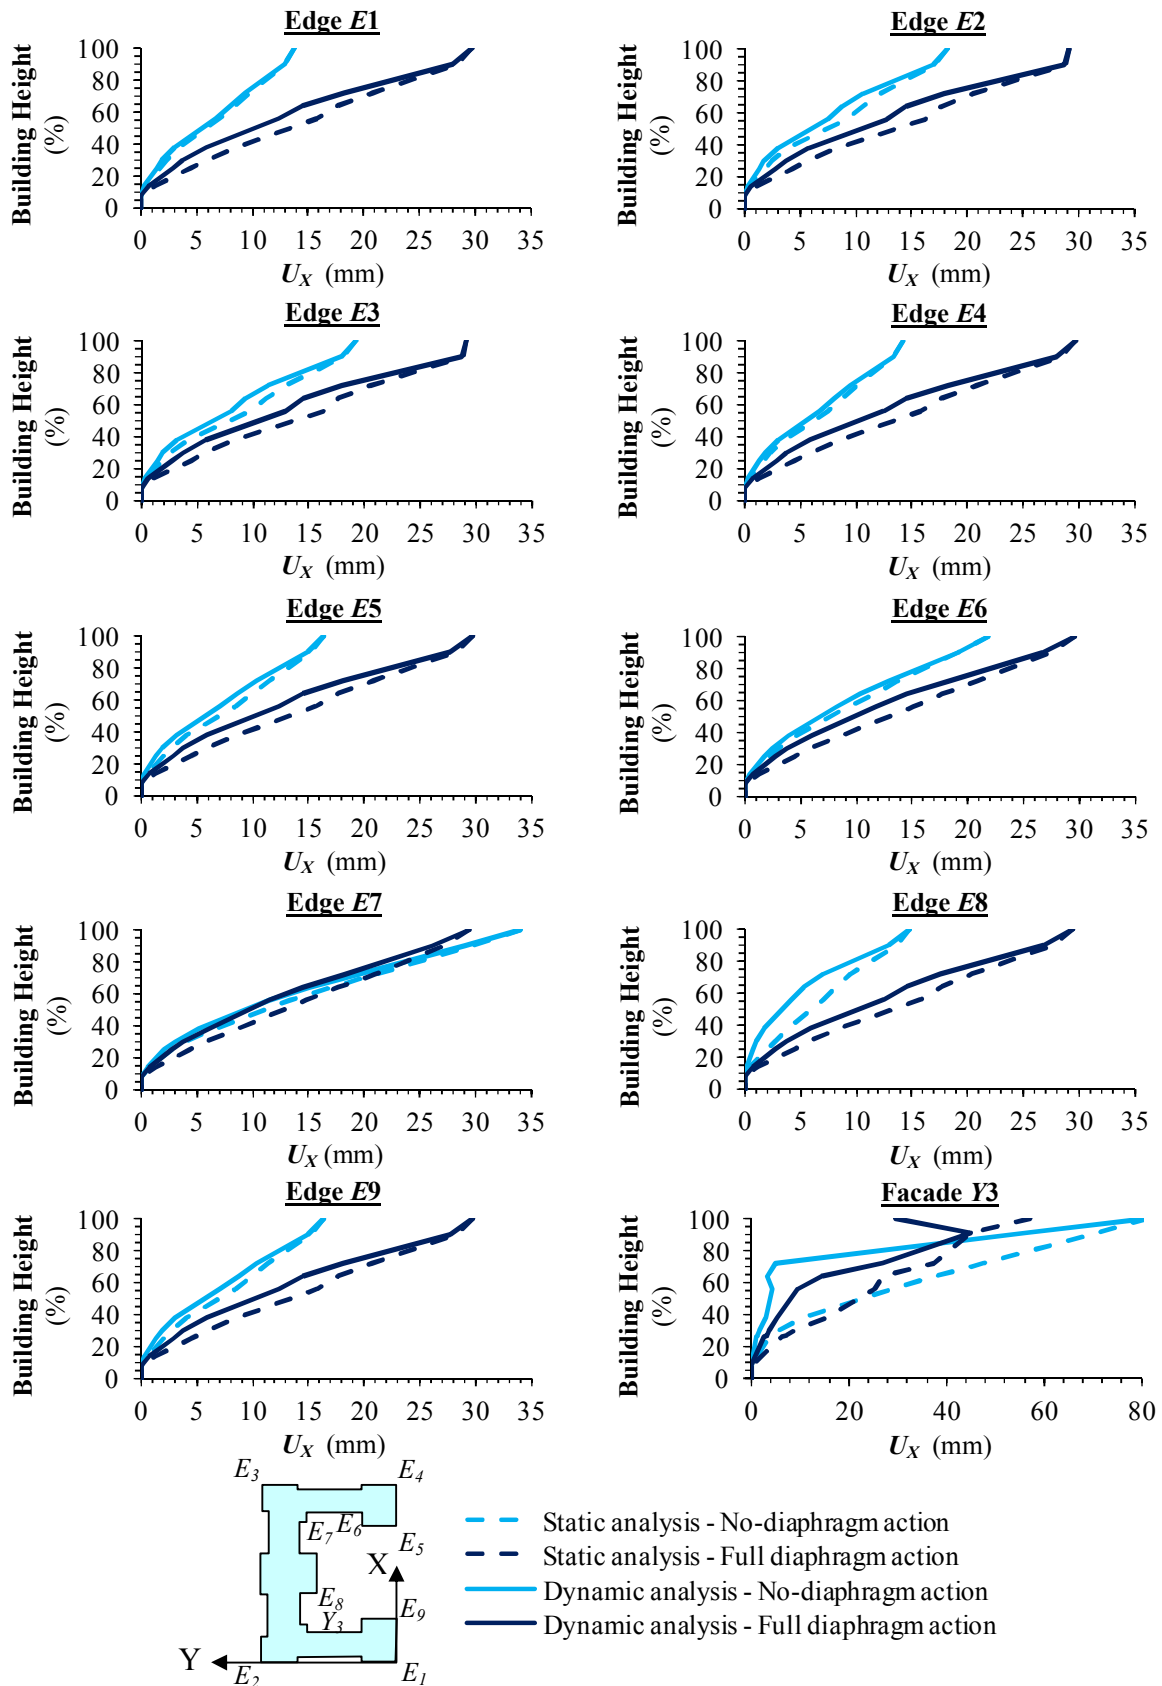 Edge E1
Building Height
(%)
100
80
60
40
20
0
0 5 10 15 20 25 30 35
U_X (mm)
Edge E2
Building Height
(%)
100
80
60
40
20
0
0 5 10 15 20 25 30 35
U_X (mm)
Edge E3
Building Height
(%)
100
80
60
40
20
0
0 5 10 15 20 25 30 35
U_X (mm)
Edge E4
Building Height
(%)
100
80
60
40
20
0
0 5 10 15 20 25 30 35
U_X (mm)
Edge E5
Building Height
(%)
100
80
60
40
20
0
0 5 10 15 20 25 30 35
U_X (mm)
Edge E6
Building Height
(%)
100
80
60
40
20
0
0 5 10 15 20 25 30 35
U_X (mm)
Edge E7
Building Height
(%)
100
80
60
40
20
0
0 5 10 15 20 25 30 35
U_X (mm)
Edge E8
Building Height
(%)
100
80
60
40
20
0
0 5 10 15 20 25 30 35
U_X (mm)
Edge E9
Building Height
(%)
100
80
60
40
20
0
0 5 10 15 20 25 30 35
U_X (mm)
Facade Y3
Building Height
(%)
100
80
60
40
20
0
0 20 40 60 80
U_X (mm)
E3
E4
E7
E6
E5
X
E8
E9
Y3
Y
E2
E1
Static analysis - No-diaphragm action
Static analysis - Full diaphragm action
Dynamic analysis - No-diaphragm action
Dynamic analysis - Full diaphragm action